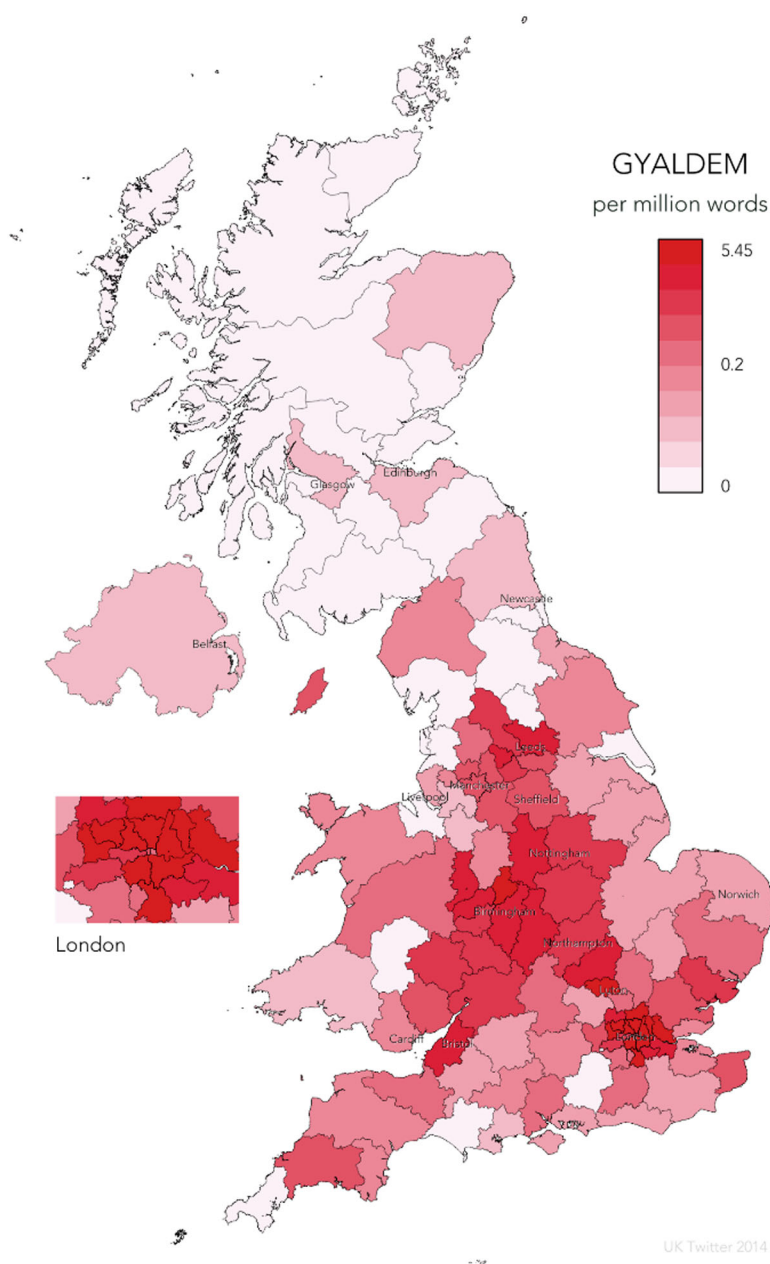 GYALDEM
per million words
5.45
0.2
0
Edinburgh
Glasgow
Newcastle
Belfast
Leeds
Manchester
Liverpool
Sheffield
Nottingham
Norwich
Birmingham
Northampton
London
Luton
Cardiff
Bristol
London
UK Twitter 2014